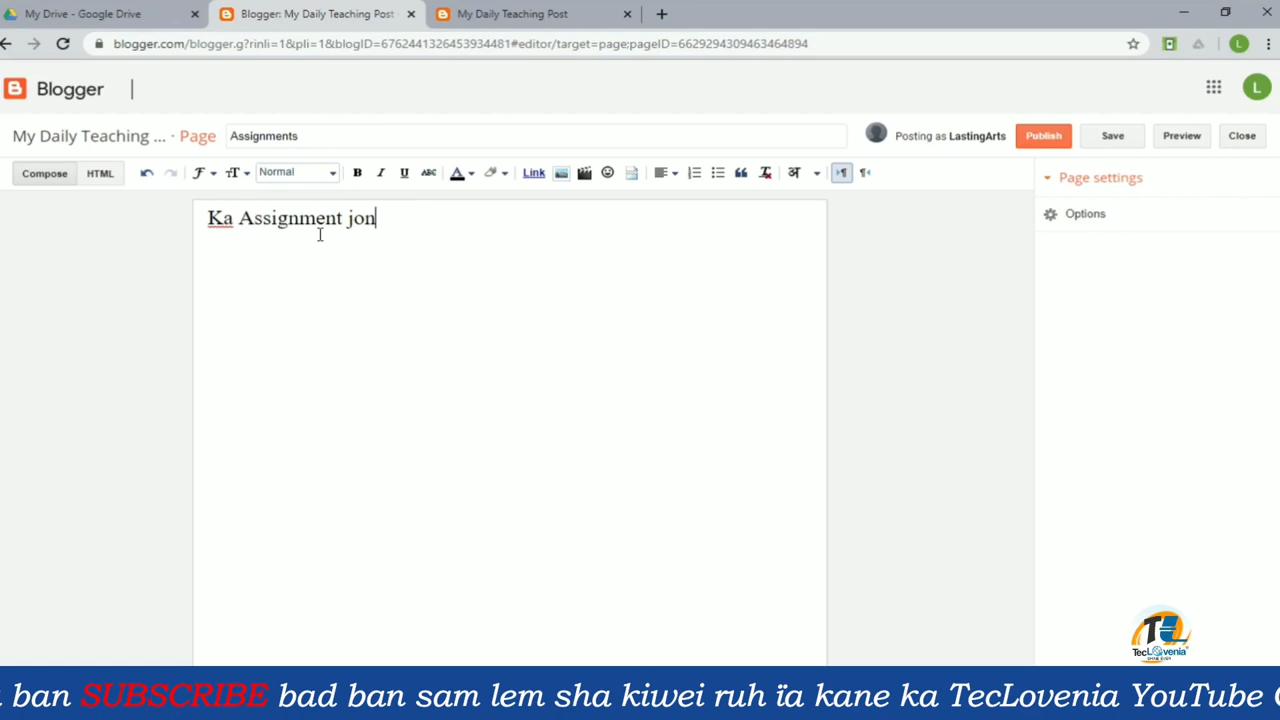 My Drive - Google Drive
Blogger: My Daily Teaching Post -
My Daily Teaching Post
blogger.com/blogger.g?rinli=1&pli=1&blogID=6762441326453934481#editor/target=page;pageID=6629294309463464894
L
Blogger
L
My Daily Teaching ... · Page
Assignments
Posting as LastingArts
Publish
Save
Preview
Close
Compose
HTML
Normal
B I U ABC A
Link
अ
Page settings
Options
Ka Assignment jon
TL
TecLovenia
ban SUBSCRIBE bad ban sam lem sha kiwei ruh ïa kane ka TecLovenia YouTube